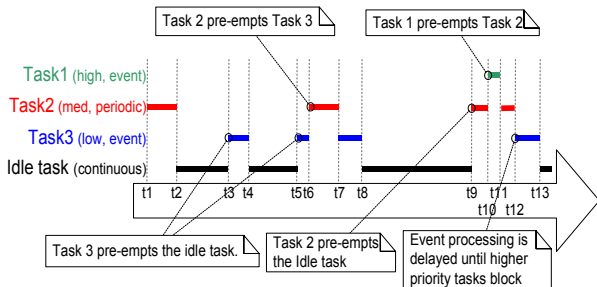 Task 2 pre-empts Task 3
Task 1 pre-empts Task 2
Task1 (high, event)
Task2 (med, periodic)
Task3 (low, event)
Idle task (continuous)
t1 t2 t3 t4 t5 t6 t7 t8 t9 t11 t13
t10 t12
Task 3 pre-empts the idle task.
Task 2 pre-empts
the Idle task
Event processing is
delayed until higher
priority tasks block